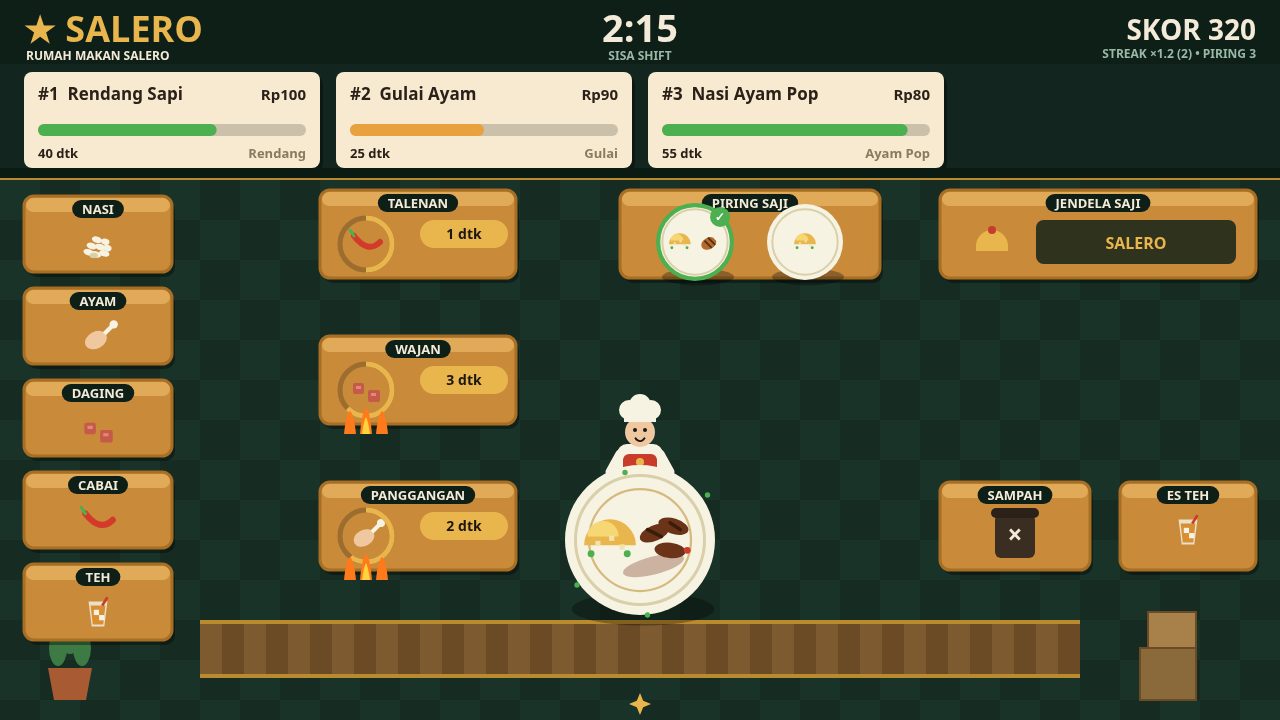 ★ SALERO
RUMAH MAKAN SALERO
2:15
SISA SHIFT
SKOR 320
STREAK ×1.2 (2) • PIRING 3
#1 Rendang Sapi Rp100
40 dtk Rendang
#2 Gulai Ayam Rp90
25 dtk Gulai
#3 Nasi Ayam Pop Rp80
55 dtk Ayam Pop
NASI
AYAM
DAGING
CABAI
TEH
TALENAN
1 dtk
WAJAN
3 dtk
PANGGANGAN
2 dtk
PIRING SAJI
JENDELA SAJI
SALERO
SAMPAH
ES TEH